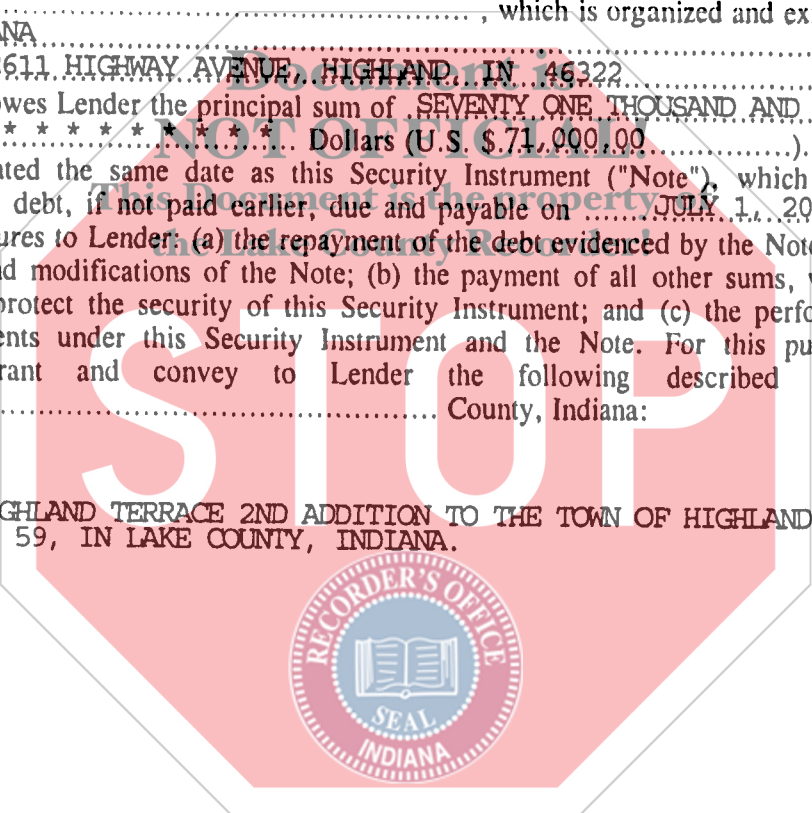 , which is organized and ex
ANA
2611 HIGHWAY AVENUE, HIGHLAND, IN 46322
Document is
owes Lender the principal sum of SEVENTY ONE THOUSAND AND
* * * * * * * * * * Dollars (U.S. $ 71,000.00 ).
NOT OFFICIAL!
ated the same date as this Security Instrument ("Note"), which
This Document is the property of
debt, if not paid earlier, due and payable on JULY 1, 20
the Lake County Recorder!
ures to Lender: (a) the repayment of the debt evidenced by the Note
nd modifications of the Note; (b) the payment of all other sums, w
protect the security of this Security Instrument; and (c) the perfo
ents under this Security Instrument and the Note. For this pu
rant and convey to Lender the following described
County, Indiana:
STOP
GHLAND TERRACE 2ND ADDITION TO THE TOWN OF HIGHLAND
59, IN LAKE COUNTY, INDIANA.
RECORDER'S OFFICE
SEAL
INDIANA